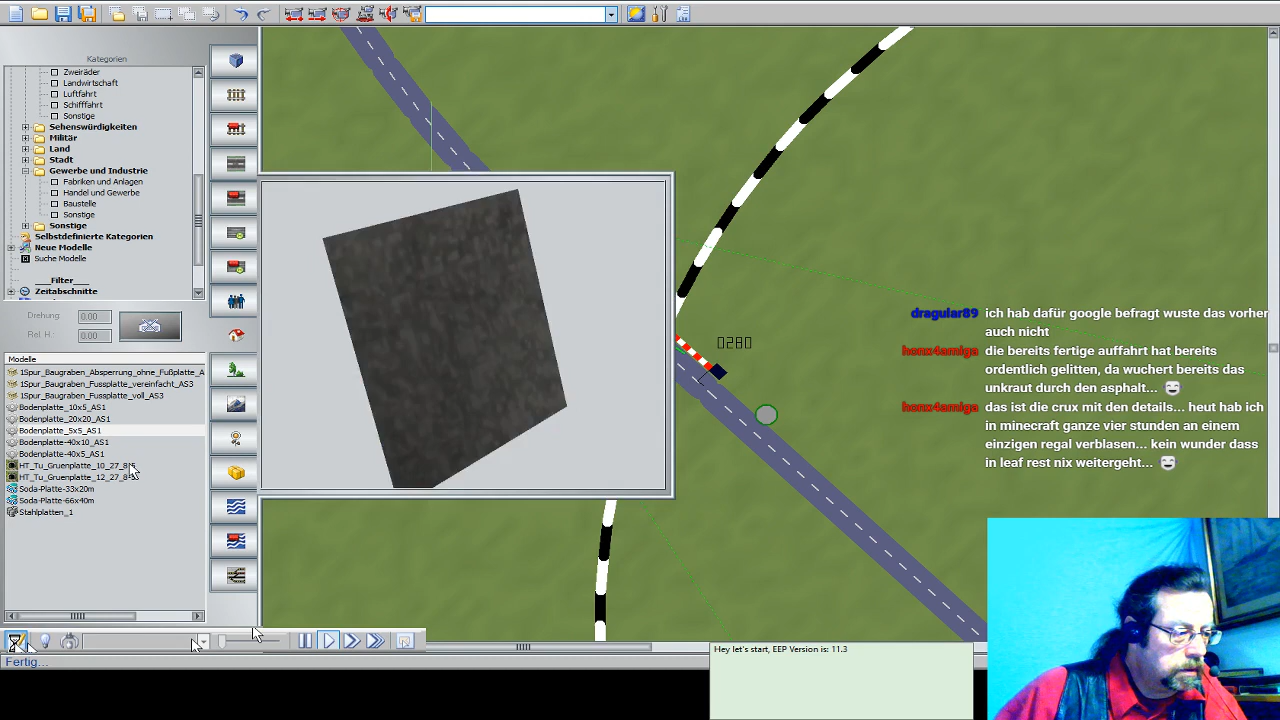 Kategorien
Zweiräder
Landwirtschaft
Luftfahrt
Schifffahrt
Sonstige
Sehenswürdigkeiten
Militär
Land
Stadt
Gewerbe und Industrie
Fabriken und Anlagen
Handel und Gewerbe
Baustelle
Sonstige
Sonstige
Selbstdefinierte Kategorien
Neue Modelle
Suche Modelle
___Filter___
Zeitabschnitte
Drehung: 0.00
Rel. H.: 0.00
Modelle
1Spur_Baugraben_Absperrung_ohne_Fußplatte_A
1Spur_Baugraben_Fussplatte_vereinfacht_AS3
1Spur_Baugraben_Fussplatte_voll_AS3
Bodenplatte_10x5_AS1
Bodenplatte_20x20_AS1
Bodenplatte_5x5_AS1
Bodenplatte-40x10_AS1
Bodenplatte-40x5_AS1
HT_Tu_Gruenplatte_10_27_8
HT_Tu_Gruenplatte_12_27_8
Soda-Platte-33x20m
Soda-Platte-66x40m
Stahlplatten_1
Fertig...
0280
dragular89 ich hab dafür google befragt wuste das vorher
auch nicht
honx4amiga die bereits fertige auffahrt hat bereits
ordentlich gelitten, da wuchert bereits das
unkraut durch den asphalt...
honx4amiga das ist die crux mit den details... heut hab ich
in minecraft ganze vier stunden an einem
einzigen regal verblasen... kein wunder dass
in leaf rest nix weitergeht...
Hey let's start, EEP Version is: 11.3